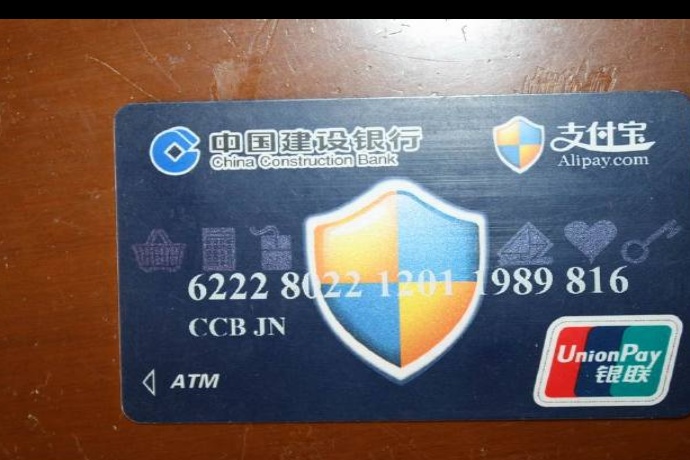 中国建设银行
China Construction Bank
支付宝
Alipay.com
6222 8022 1201 1989 816
CCB JN
ATM
UnionPay
银联